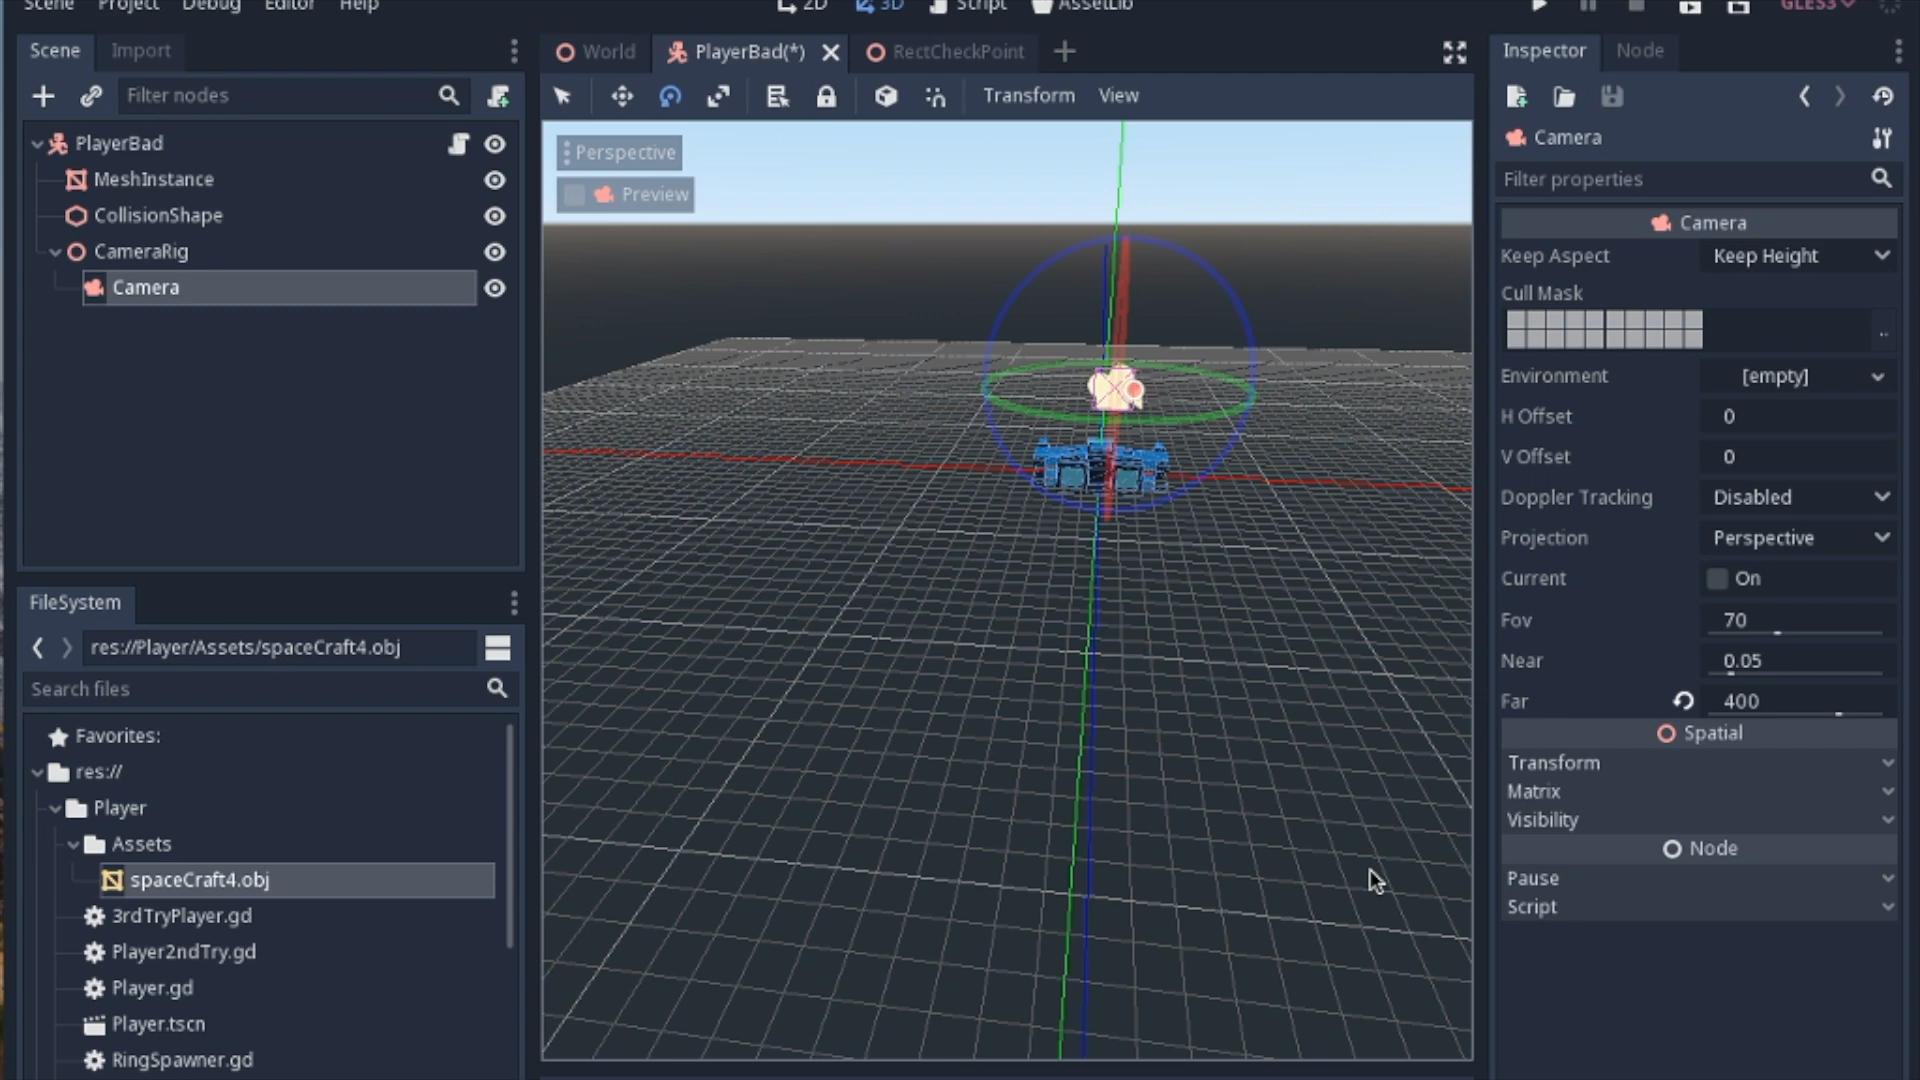 Scene Project Debug Editor Help
2D 3D Script AssetLib
GLES3
Scene Import
World PlayerBad(*) RectCheckPoint
Inspector Node
Filter nodes
Transform View
PlayerBad
MeshInstance
CollisionShape
CameraRig
Camera
FileSystem
res://Player/Assets/spaceCraft4.obj
Search files
Favorites:
res://
Player
Assets
spaceCraft4.obj
3rdTryPlayer.gd
Player2ndTry.gd
Player.gd
Player.tscn
RingSpawner.gd
Perspective
Preview
Camera
Filter properties
Camera
Keep Aspect Keep Height
Cull Mask
..
Environment [empty]
H Offset 0
V Offset 0
Doppler Tracking Disabled
Projection Perspective
Current On
Fov 70
Near 0.05
Far 400
Spatial
Transform
Matrix
Visibility
Node
Pause
Script